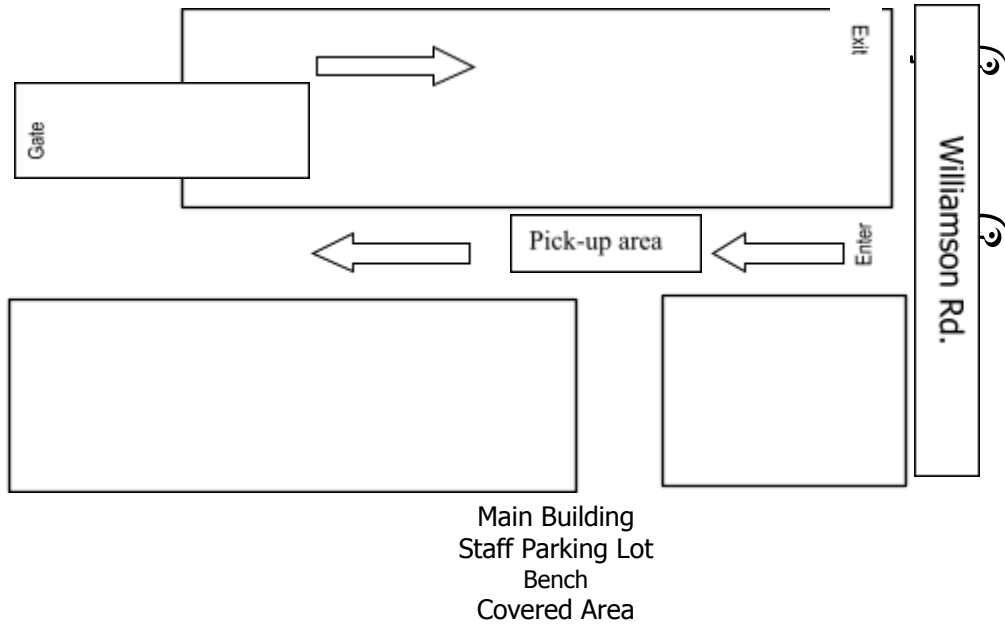 Exit
Gate
Williamson Rd.
Pick-up area
Enter
Main Building
Staff Parking Lot
Bench
Covered Area